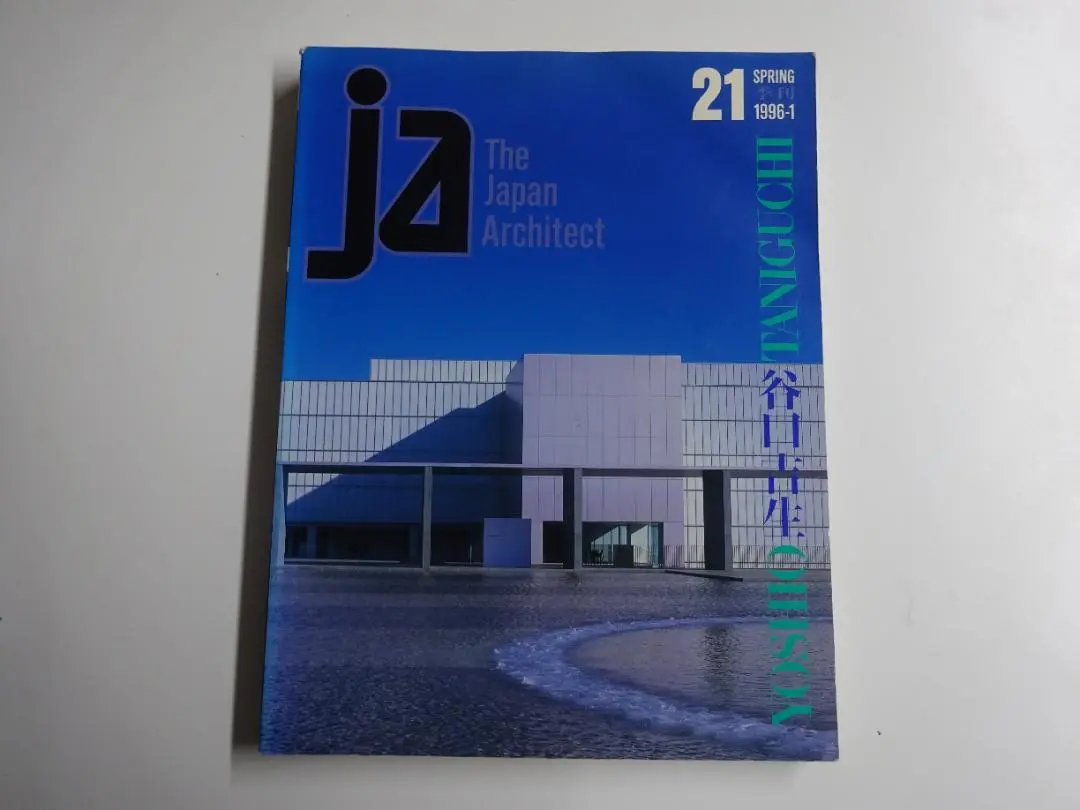 ja
The
Japan
Architect
21
SPRING
季刊
1996-1
YOSHIO 谷口吉生 TANIGUCHI